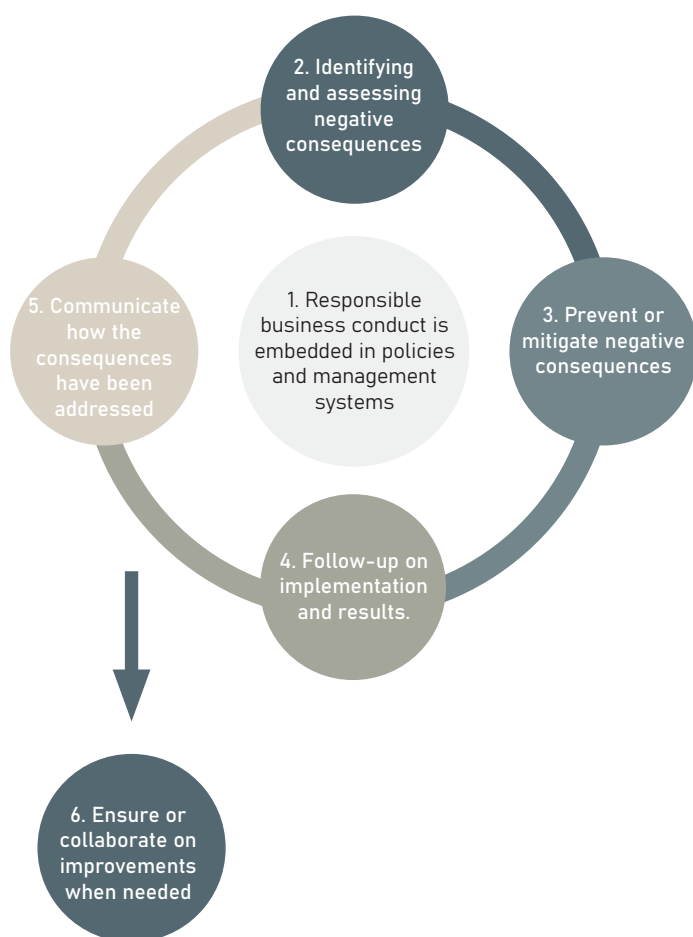 2. Identifying
and assessing
negative
consequences
1. Responsible
business conduct is
embedded in policies
and management
systems
3. Prevent or
mitigate negative
consequences
4. Follow-up on
implementation
and results.
5. Communicate
how the
consequences
have been
addressed
6. Ensure or
collaborate on
improvements
when needed